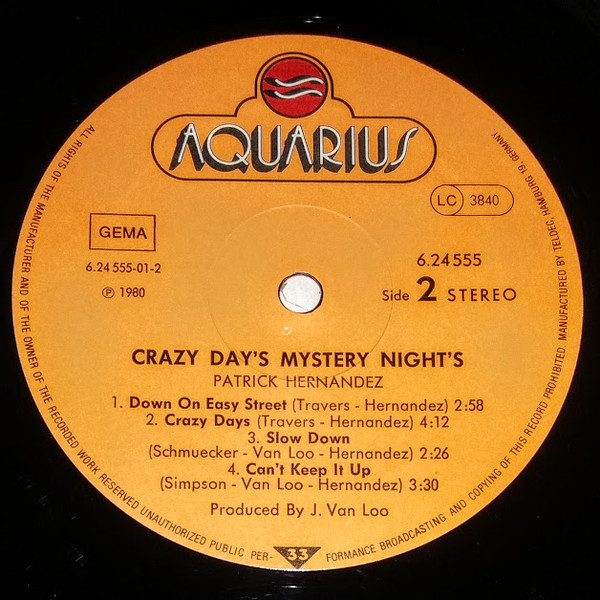 AQUARIUS
LC 3840
GEMA
6.24 555-01-2
℗ 1980
6.24555
Side 2 STEREO
CRAZY DAY'S MYSTERY NIGHT'S
PATRICK HERNANDEZ
1. Down On Easy Street (Travers - Hernandez) 2:58
2. Crazy Days (Travers - Hernandez) 4:12
3. Slow Down
(Schmuecker - Van Loo - Hernandez) 2:26
4. Can't Keep It Up
(Simpson - Van Loo - Hernandez) 3:30
Produced By J. Van Loo
ALL RIGHTS OF THE MANUFACTURER AND OF THE OWNER OF THE RECORDED WORK RESERVED UNAUTHORIZED PUBLIC PER- 33 FORMANCE BROADCASTING AND COPYING OF THIS RECORD PROHIBITED. MANUFACTURED BY TELDEC, HAMBURG 19, GERMANY